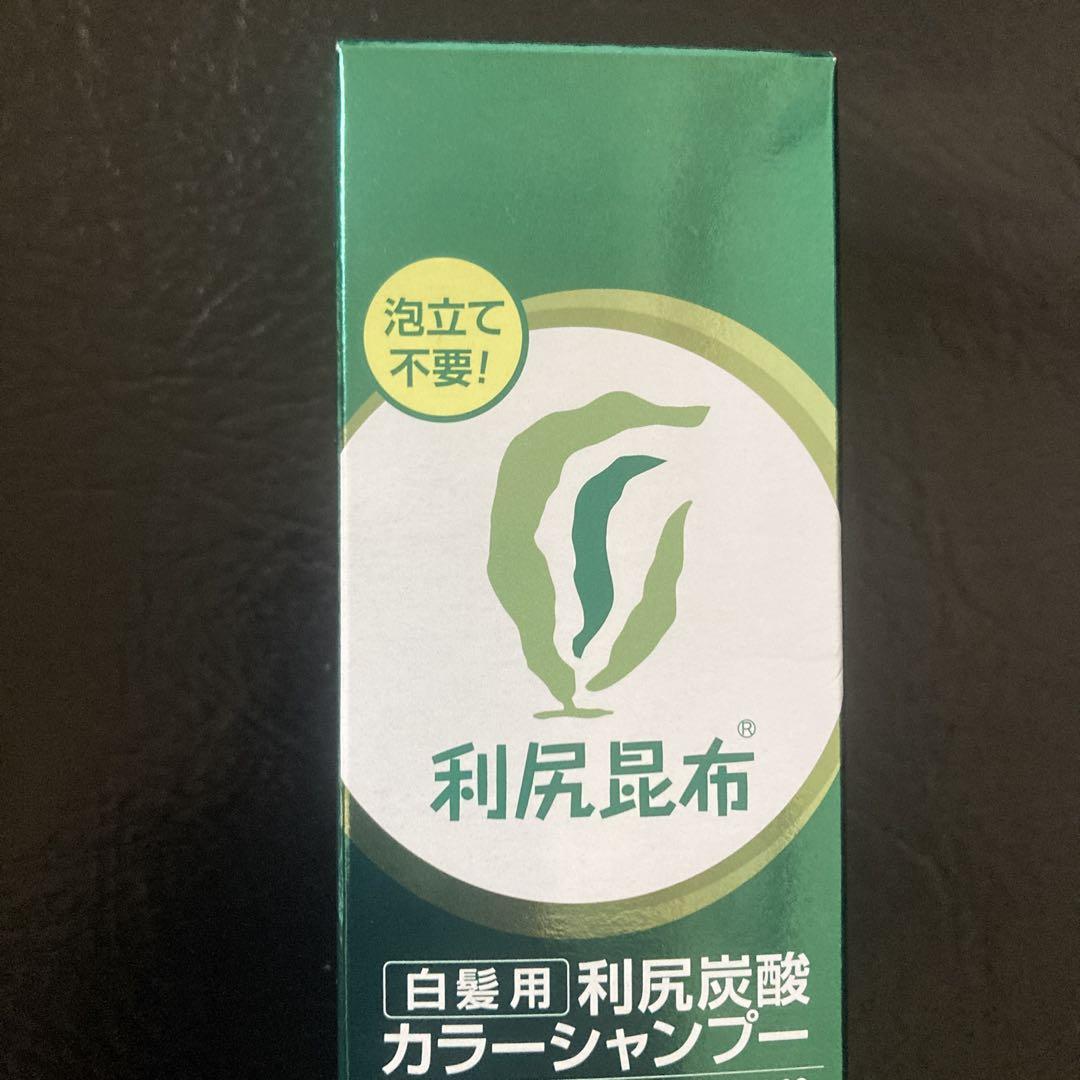 泡立て
不要!
利尻昆布®
白髪用 利尻炭酸
カラーシャンプー